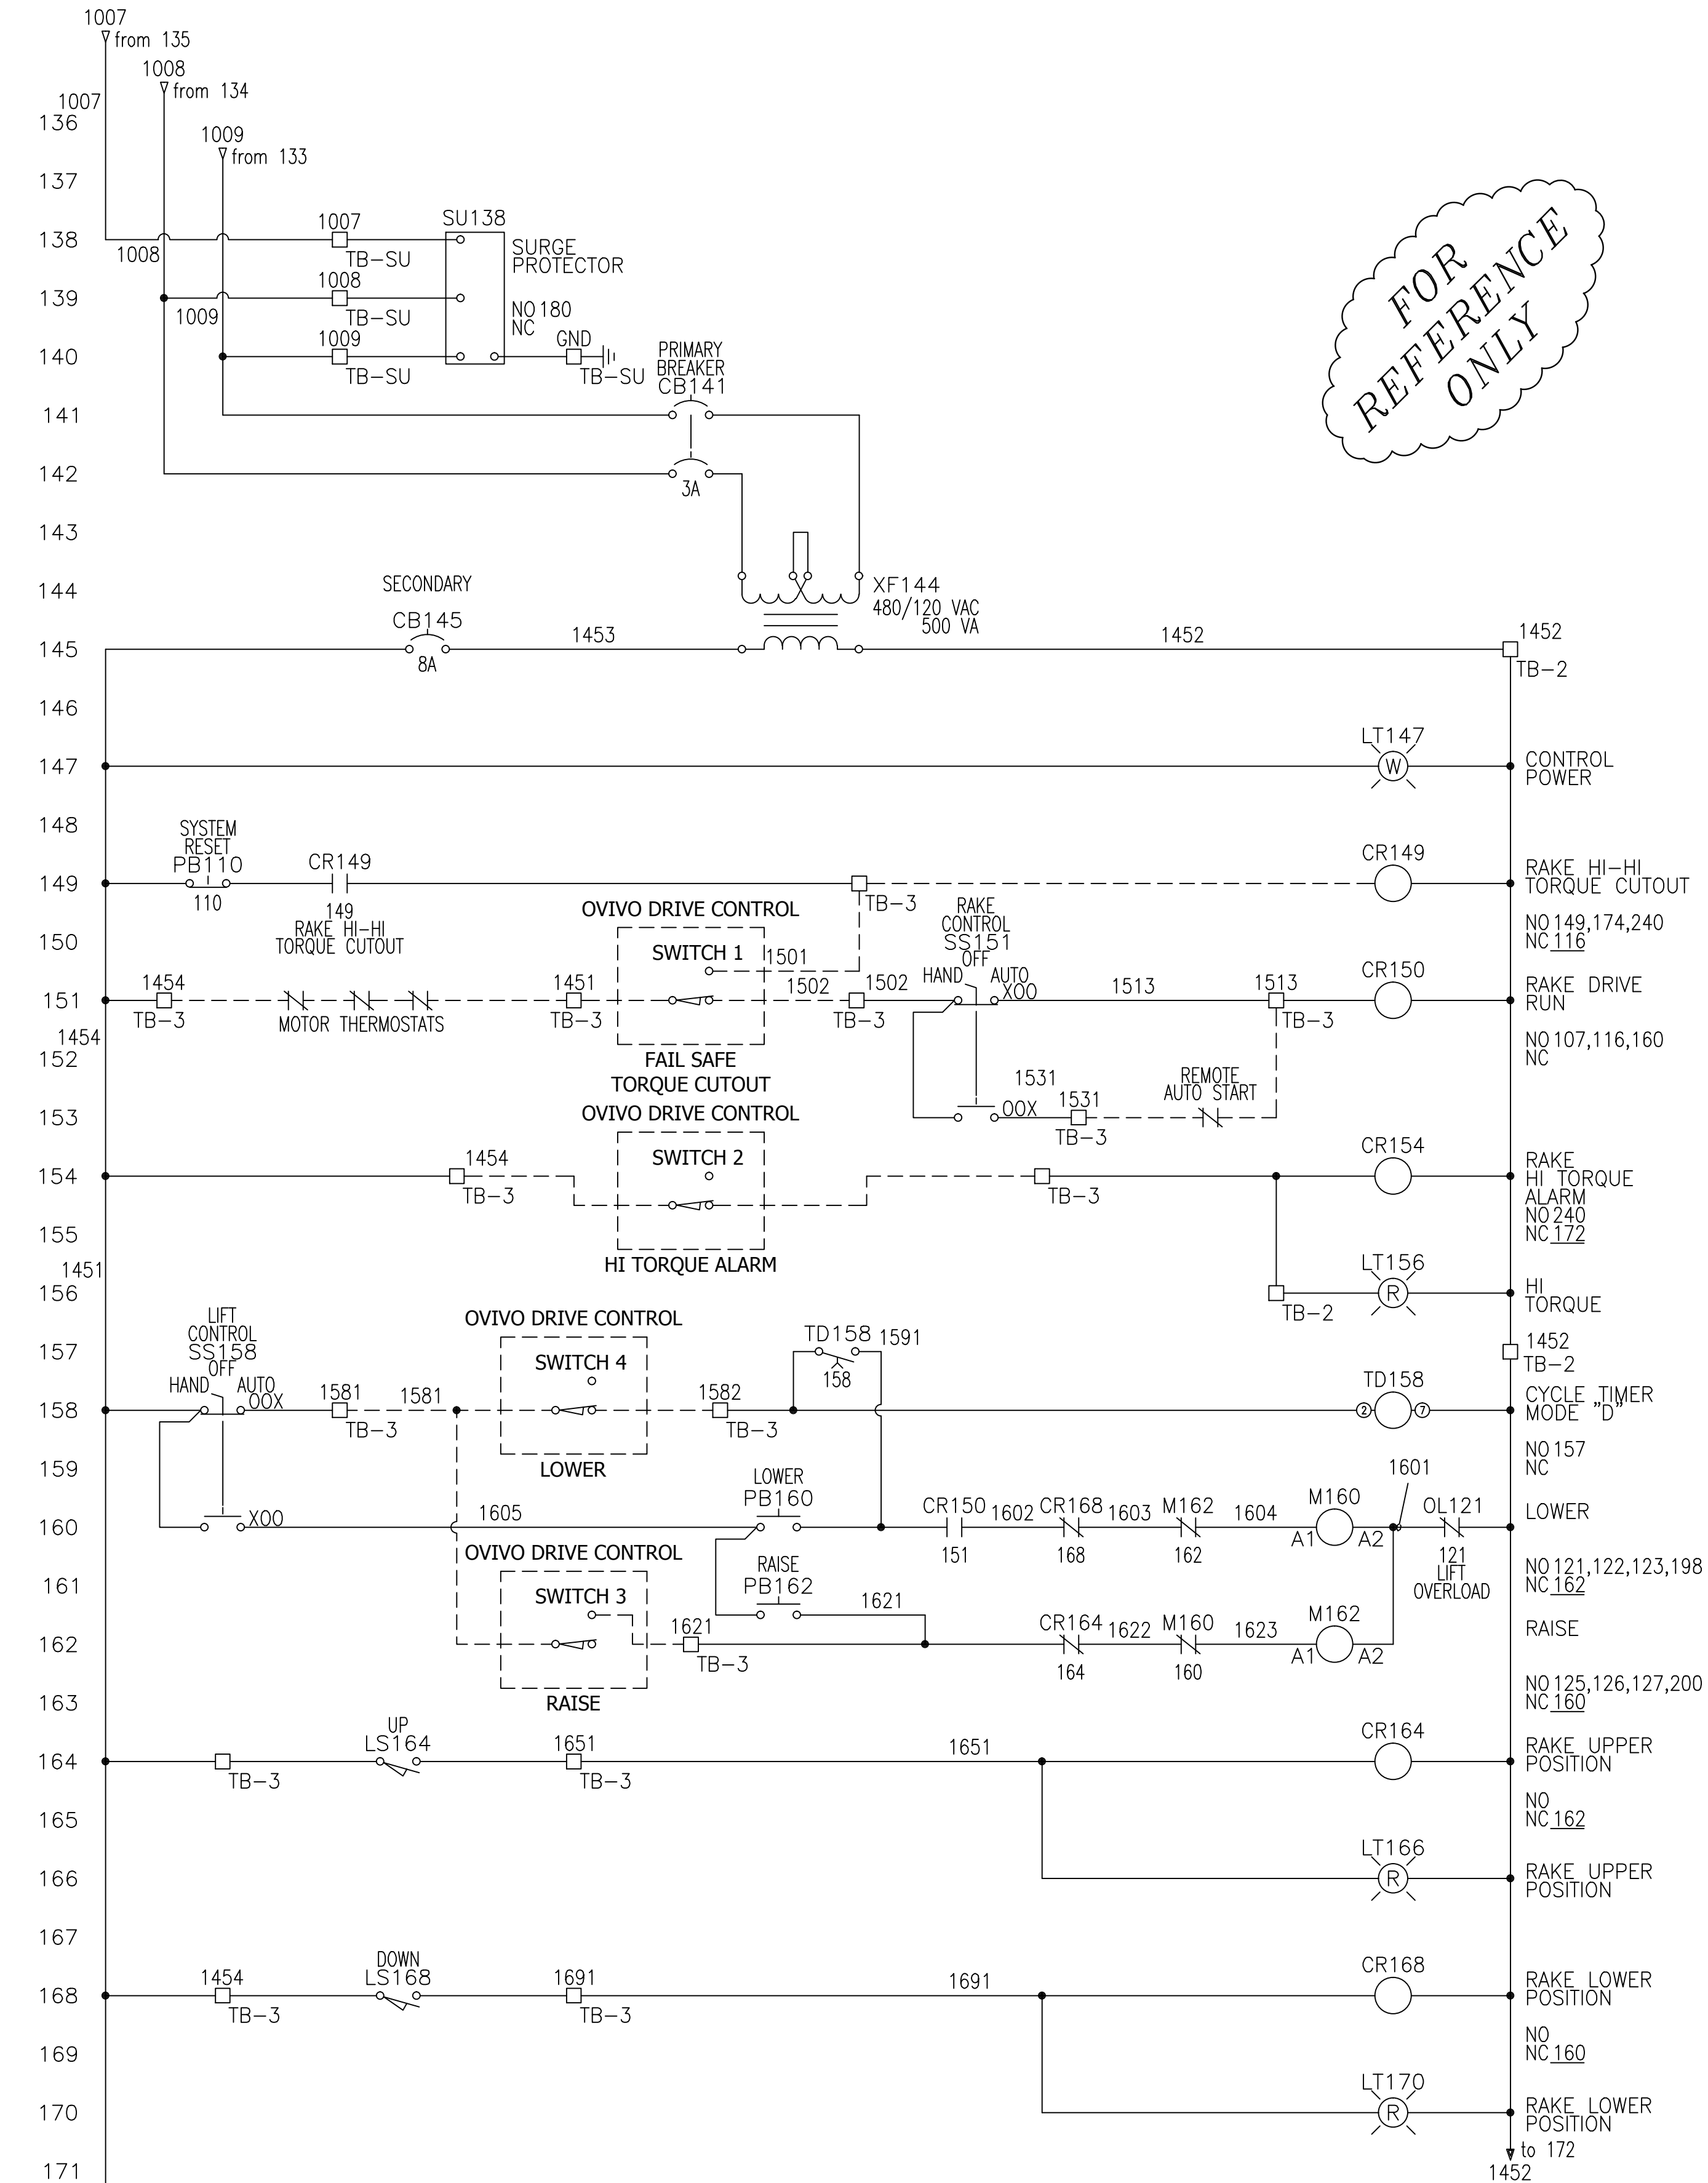 1007
from 135
1008
from 134
1007
136
1009
from 133
137
138
1007
SU138
1008
TB-SU
SURGE
PROTECTOR
139
1008
1009
TB-SU
NO 180
NC
140
1009
GND
TB-SU
TB-SU
PRIMARY
BREAKER
CB141
141
142
3A
FOR
REFERENCE
ONLY
143
144
SECONDARY
XF144
480/120 VAC
500 VA
CB145
145
8A
1453
1452
1452
TB-2
146
LT147
147
W
CONTROL
POWER
148
SYSTEM
RESET
PB110
CR149
CR149
149
110
149
RAKE HI-HI
TORQUE CUTOUT
TB-3
RAKE HI-HI
TORQUE CUTOUT
NO 149,174,240
NC 116
150
OVIVO DRIVE CONTROL
SWITCH 1
1501
RAKE
CONTROL
SS151
OFF
HAND
AUTO
XOO
151
1454
TB-3
MOTOR THERMOSTATS
1451
TB-3
1502
1502
TB-3
1513
1513
TB-3
CR150
RAKE DRIVE
RUN
1454
152
FAIL SAFE
TORQUE CUTOUT
NO 107,116,160
NC
153
OVIVO DRIVE CONTROL
OOX
1531
1531
TB-3
REMOTE
AUTO START
154
1454
TB-3
SWITCH 2
TB-3
CR154
RAKE
HI TORQUE
ALARM
NO 240
NC 172
155
HI TORQUE ALARM
1451
156
TB-2
LT156
R
HI
TORQUE
157
LIFT
CONTROL
SS158
OFF
HAND
AUTO
OOX
OVIVO DRIVE CONTROL
SWITCH 4
TD158
158
1591
1452
TB-2
158
1581
TB-3
1581
1582
TB-3
TD158
2
7
CYCLE TIMER
MODE "D"
159
LOWER
NO 157
NC
160
XOO
1605
LOWER
PB160
CR150
151
1602
CR168
168
1603
M162
162
1604
M160
A1
A2
1601
OL121
121
LIFT
OVERLOAD
LOWER
161
OVIVO DRIVE CONTROL
SWITCH 3
RAISE
PB162
1621
NO 121,122,123,198
NC 162
162
1621
TB-3
CR164
164
1622
M160
160
1623
M162
A1
A2
RAISE
163
RAISE
NO 125,126,127,200
NC 160
164
TB-3
UP
LS164
1651
TB-3
1651
CR164
RAKE UPPER
POSITION
165
NO
NC 162
166
LT166
R
RAKE UPPER
POSITION
167
168
1454
TB-3
DOWN
LS168
1691
TB-3
1691
CR168
RAKE LOWER
POSITION
169
NO
NC 160
170
LT170
R
RAKE LOWER
POSITION
171
to 172
1452